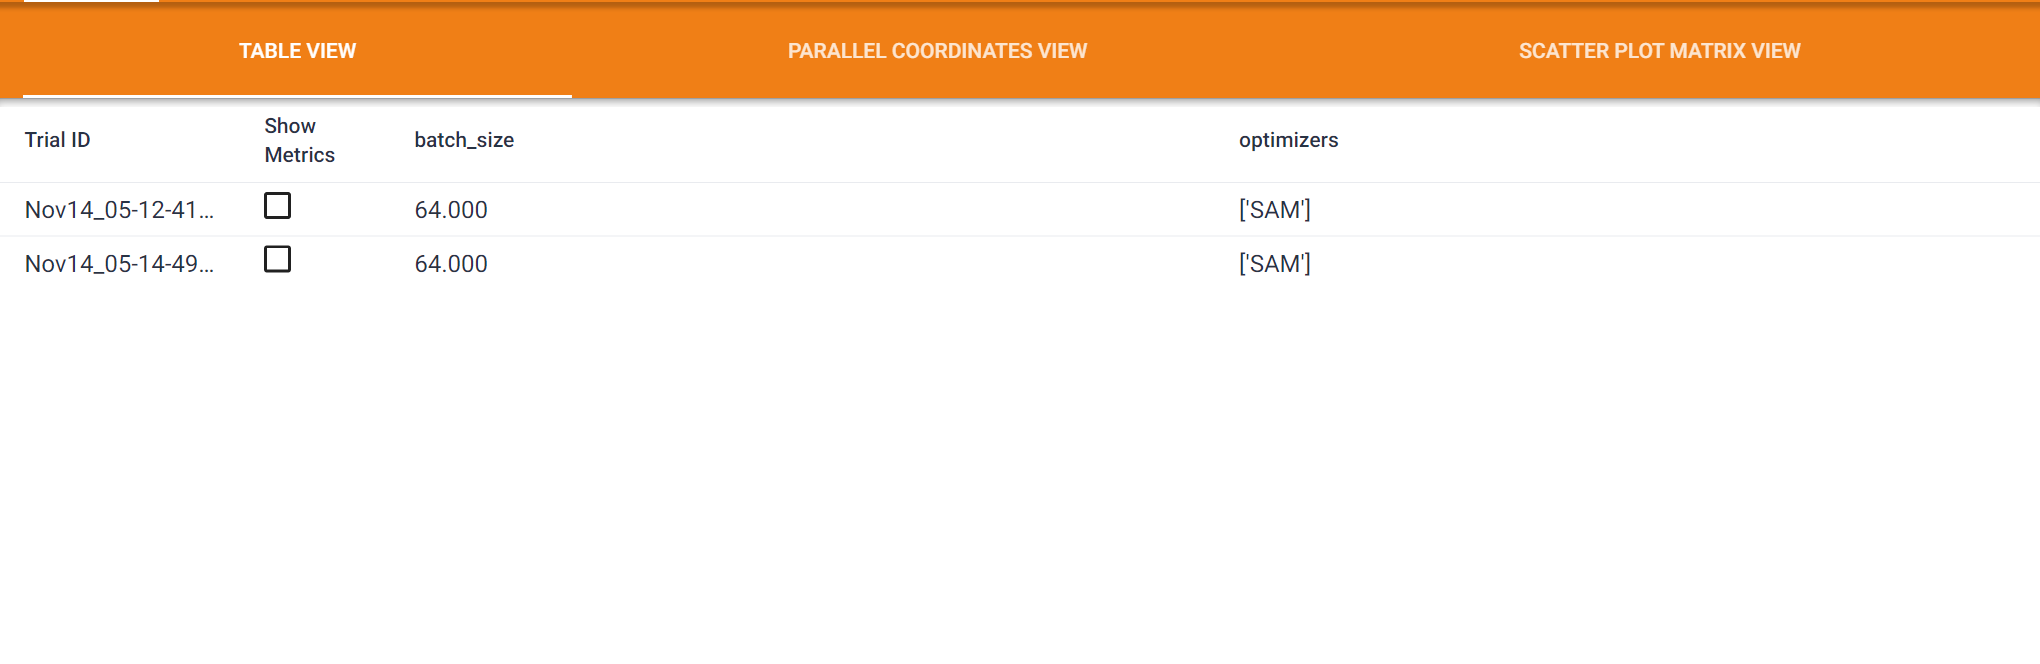 TABLE VIEW PARALLEL COORDINATES VIEW SCATTER PLOT MATRIX VIEW
Trial ID Show Metrics batch_size optimizers
Nov14_05-12-41... 64.000 ['SAM']
Nov14_05-14-49... 64.000 ['SAM']